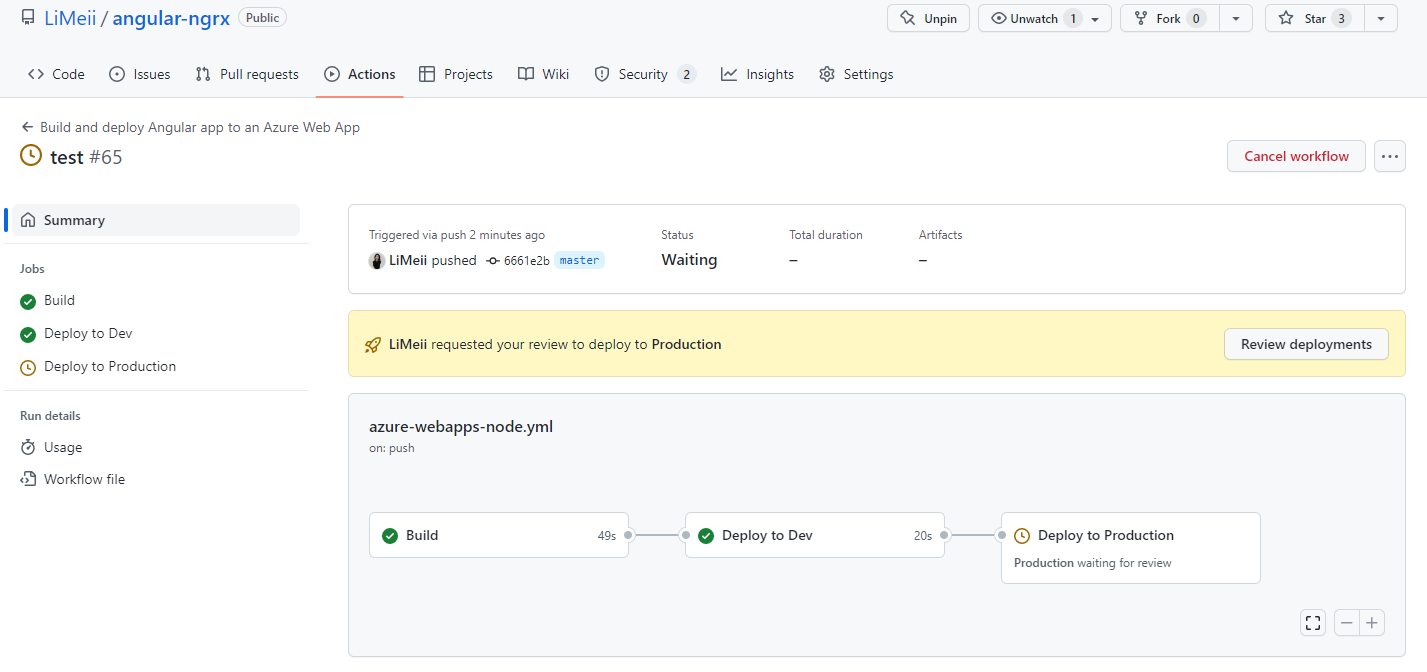 LiMeii / angular-ngrx Public Unpin Unwatch 1 Fork 0 Star 3
Code Issues Pull requests Actions Projects Wiki Security 2 Insights Settings
Build and deploy Angular app to an Azure Web App
test #65
Cancel workflow
Summary
Jobs
Build
Deploy to Dev
Deploy to Production
Run details
Usage
Workflow file
Triggered via push 2 minutes ago Status Total duration Artifacts
LiMeii pushed 6661e2b master Waiting – –
LiMeii requested your review to deploy to Production Review deployments
azure-webapps-node.yml
on: push
Build 49s Deploy to Dev 20s Deploy to Production
Production waiting for review